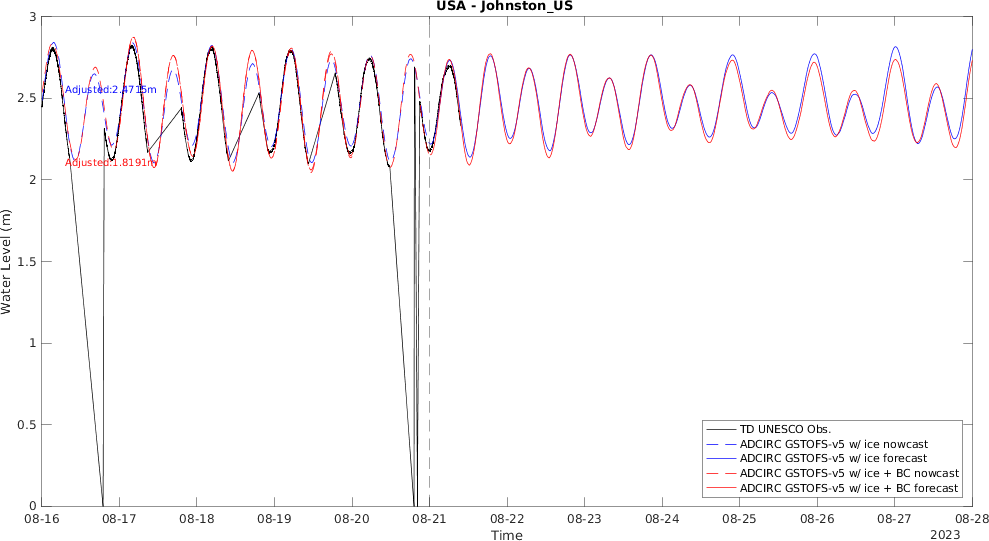 USA - Johnston_US
3
2.5
2
1.5
1
0.5
0
Water Level (m)
Adjusted:2.4715m
Adjusted:1.8191m
TD UNESCO Obs.
ADCIRC GSTOFS-v5 w/ ice nowcast
ADCIRC GSTOFS-v5 w/ ice forecast
ADCIRC GSTOFS-v5 w/ ice + BC nowcast
ADCIRC GSTOFS-v5 w/ ice + BC forecast
08-16 08-17 08-18 08-19 08-20 08-21 08-22 08-23 08-24 08-25 08-26 08-27 08-28
Time
2023